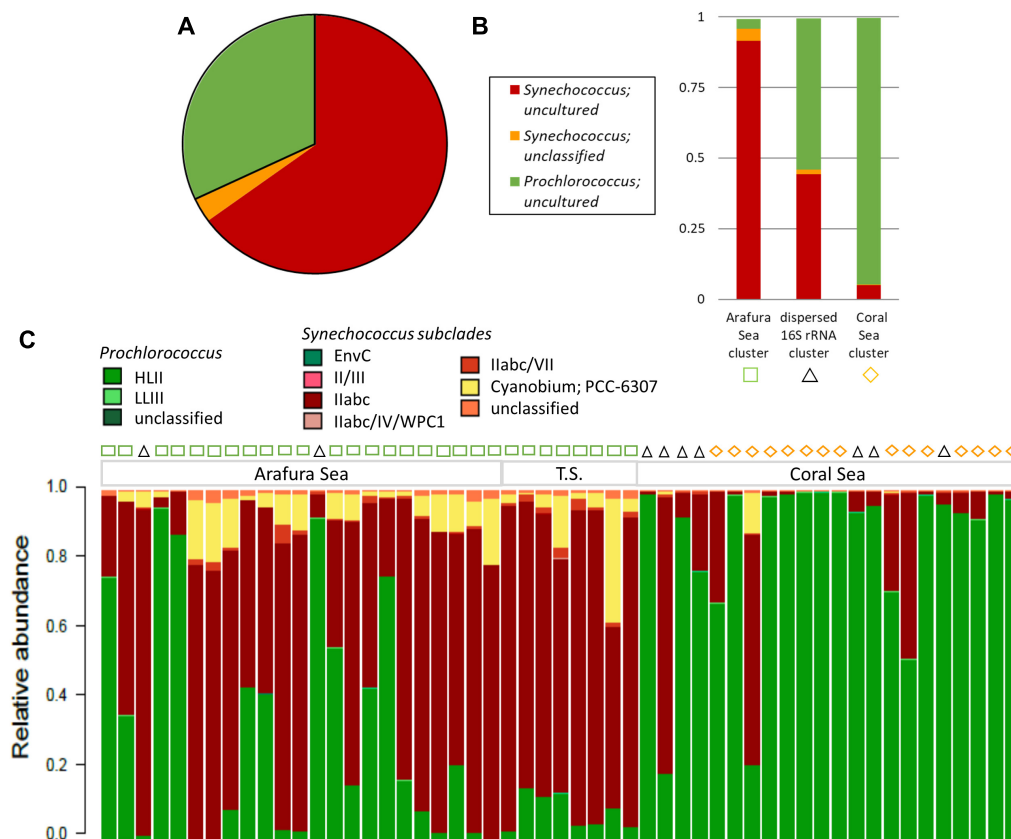 A
B
Synechococcus;
uncultured
Synechococcus;
unclassified
Prochlorococcus;
uncultured
1
0.75
0.5
0.25
0
Arafura
Sea
cluster
dispersed
16S rRNA
cluster
Coral
Sea
cluster
C
Prochlorococcus
HLII
LLIII
unclassified
Synechococcus subclades
EnvC
II/III
IIabc
IIabc/IV/WPC1
IIabc/VII
Cyanobium; PCC-6307
unclassified
Arafura Sea
T.S.
Coral Sea
Relative abundance
1.0
0.8
0.6
0.4
0.2
0.0